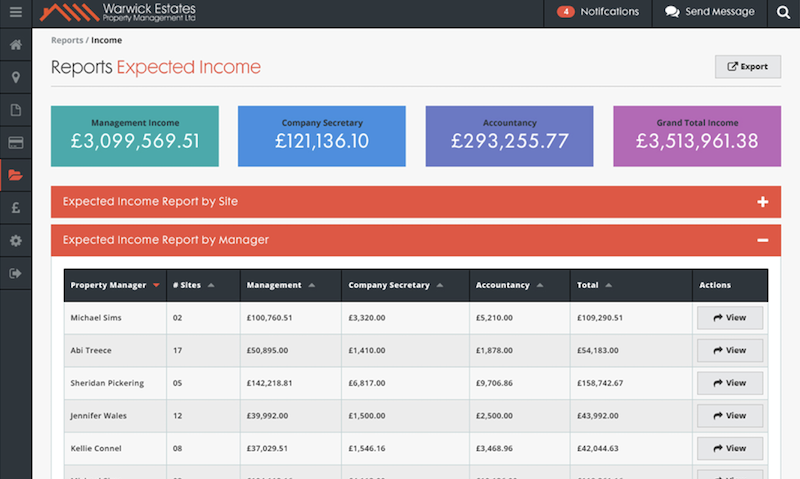 Warwick Estates
Property Management Ltd
4 Notifcations
Send Message
Reports / Income
Reports Expected Income
Export
Management Income
£3,099,569.51
Company Secretary
£121,136.10
Accountancy
£293,255.77
Grand Total Income
£3,513,961.38
Expected Income Report by Site
Expected Income Report by Manager
Property Manager # Sites Management Company Secretary Accountancy Total Actions
Michael Sims 02 £100,760.51 £3,320.00 £5,210.00 £109,290.51 View
Abi Treece 17 £50,895.00 £1,410.00 £1,878.00 £54,183.00 View
Sheridan Pickering 05 £142,218.81 £6,817.00 £9,706.86 £158,742.67 View
Jennifer Wales 12 £39,992.00 £1,500.00 £2,500.00 £43,992.00 View
Kellie Connel 08 £37,029.51 £1,546.16 £3,468.96 £42,044.63 View